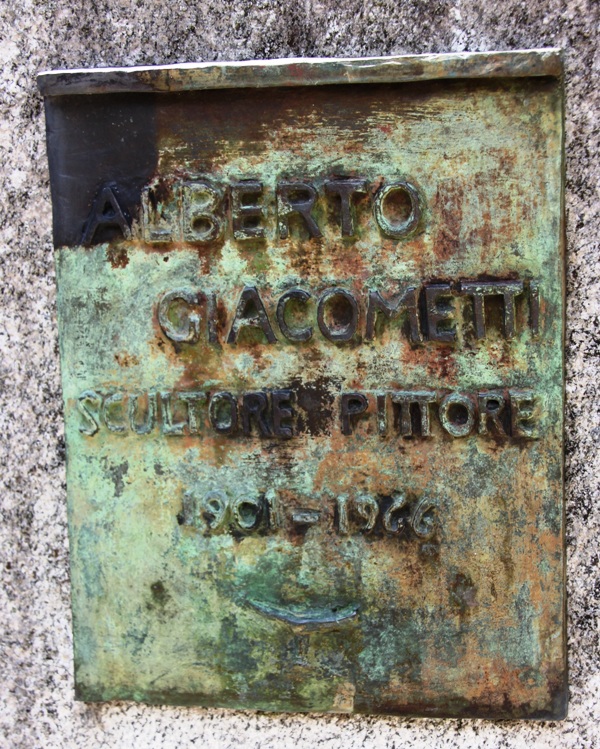 ALBERTO
GIACOMETTI
SCULTORE PITTORE
1901-1966